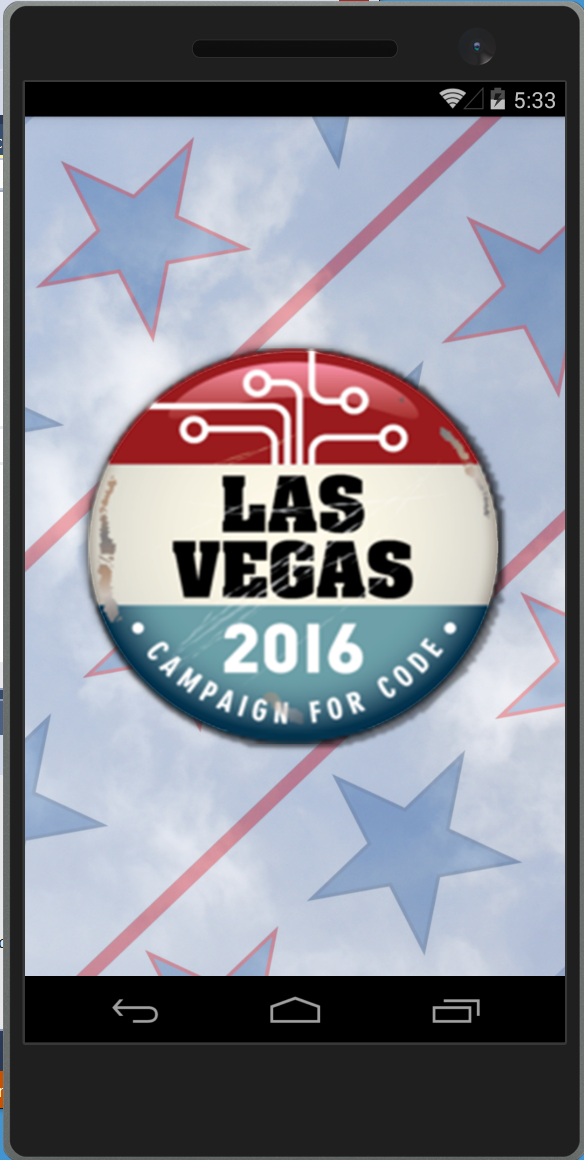 5:33
LAS
VEGAS
2016
• CAMPAIGN FOR CODE •